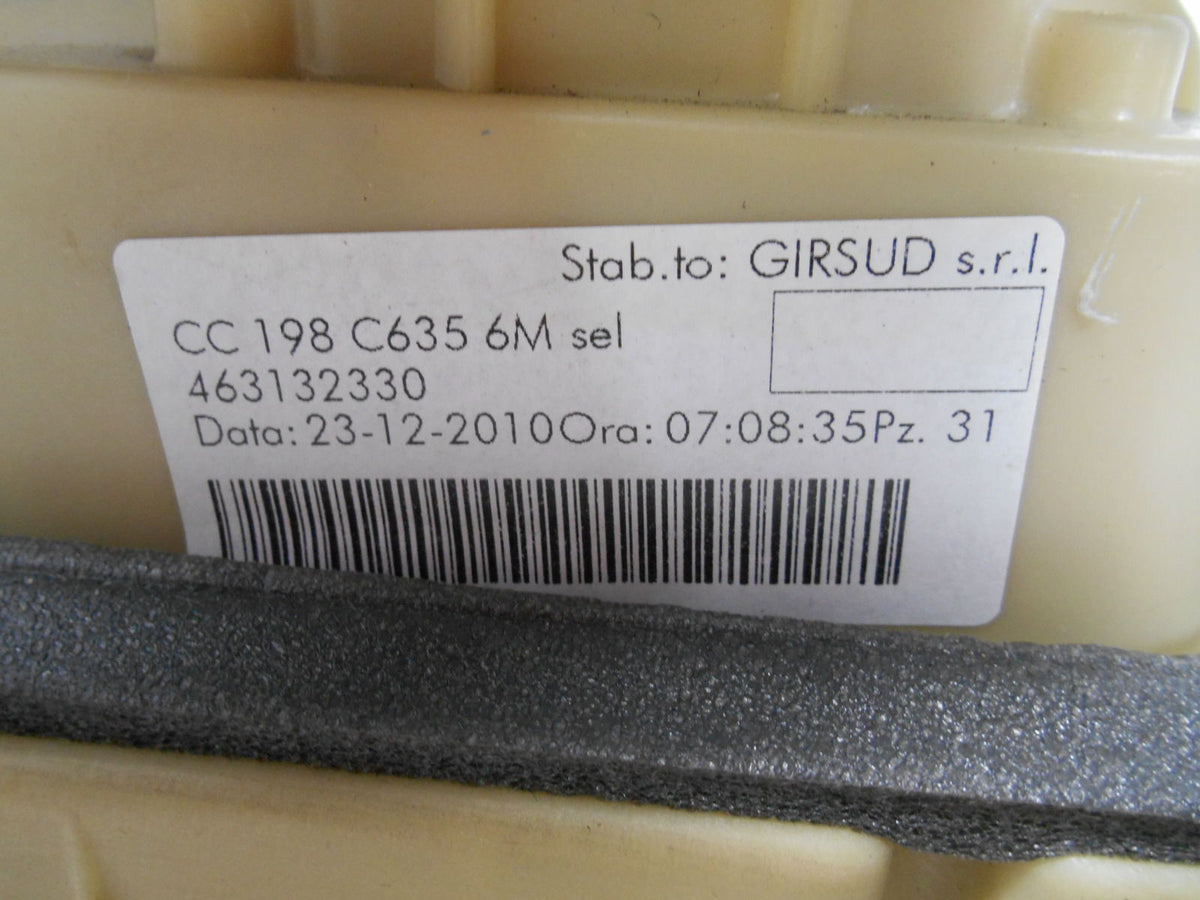 Stab.to: GIRSUD s.r.l.
CC 198 C635 6M sel
463132330
Data: 23-12-2010Ora: 07:08:35Pz. 31